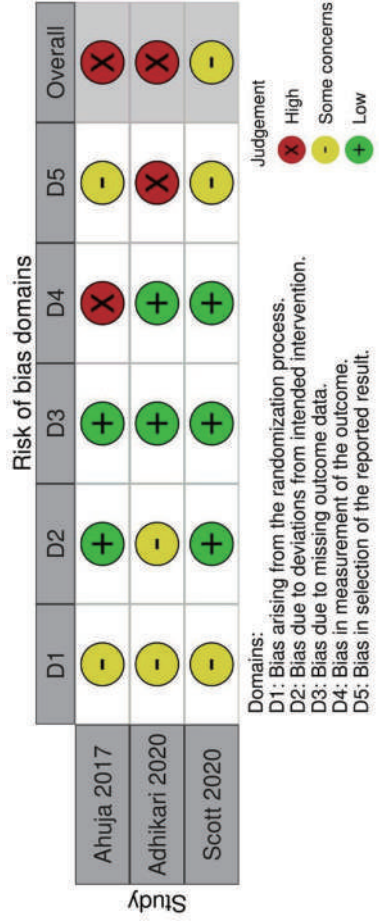 Risk of bias domains
D1 D2 D3 D4 D5 Overall
Study
Ahuja 2017 - + + X - X
Adhikari 2020 - - + + X X
Scott 2020 - + + + - -
Domains:
D1: Bias arising from the randomization process.
D2: Bias due to deviations from intended intervention.
D3: Bias due to missing outcome data.
D4: Bias in measurement of the outcome.
D5: Bias in selection of the reported result.
Judgement
X High
- Some concerns
+ Low